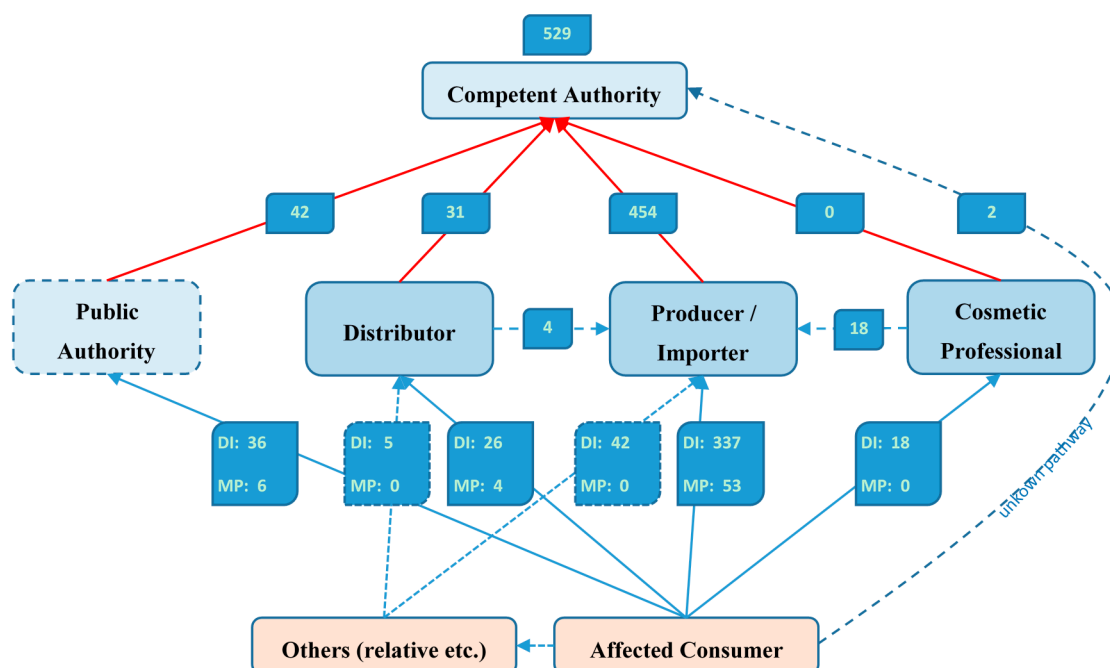 529
Competent Authority
42
31
454
0
2
Public
Authority
Distributor
4
Producer /
Importer
18
Cosmetic
Professional
DI: 36
MP: 6
DI: 5
MP: 0
DI: 26
MP: 4
DI: 42
MP: 0
DI: 337
MP: 53
DI: 18
MP: 0
unkown pathway
Others (relative etc.)
Affected Consumer